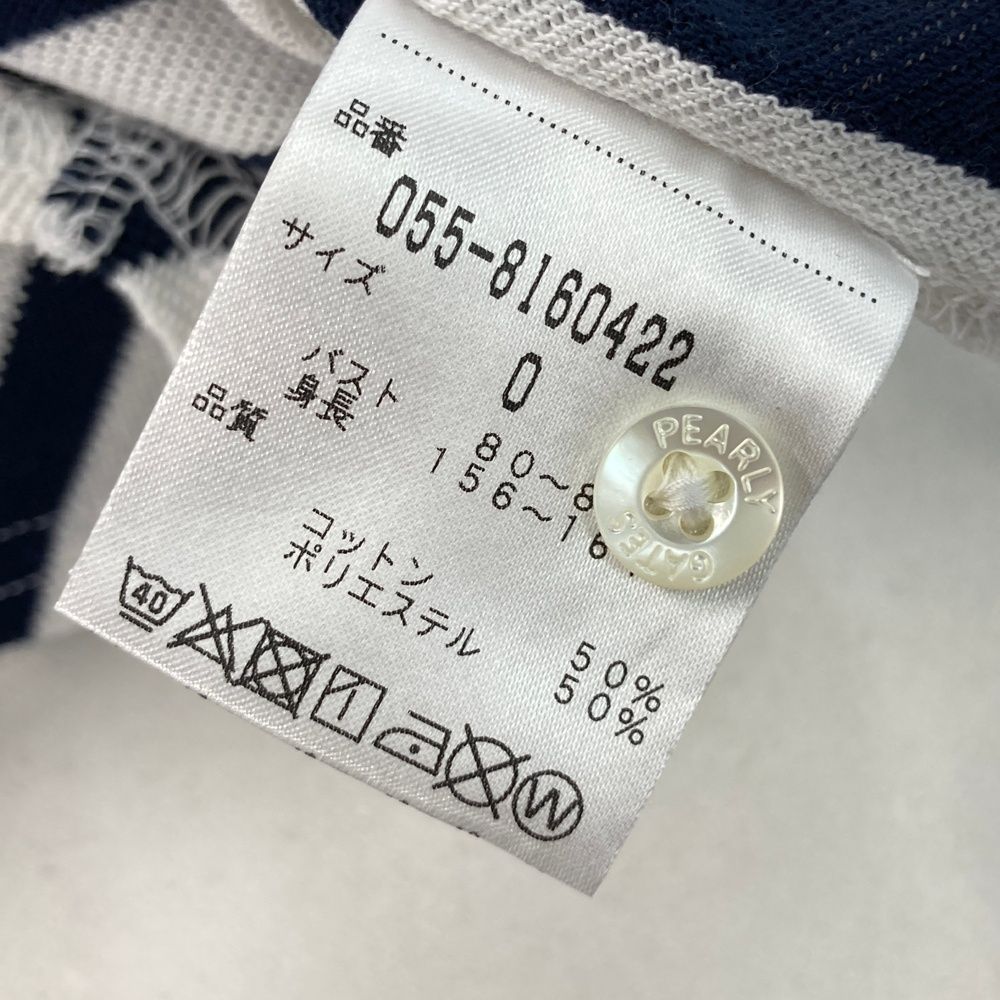 品番
055-8160422
サイズ
0
バスト 80~8
身長 156~16
品質
コットン 50%
ポリエステル 50%
40
W
PEARLY
GATES